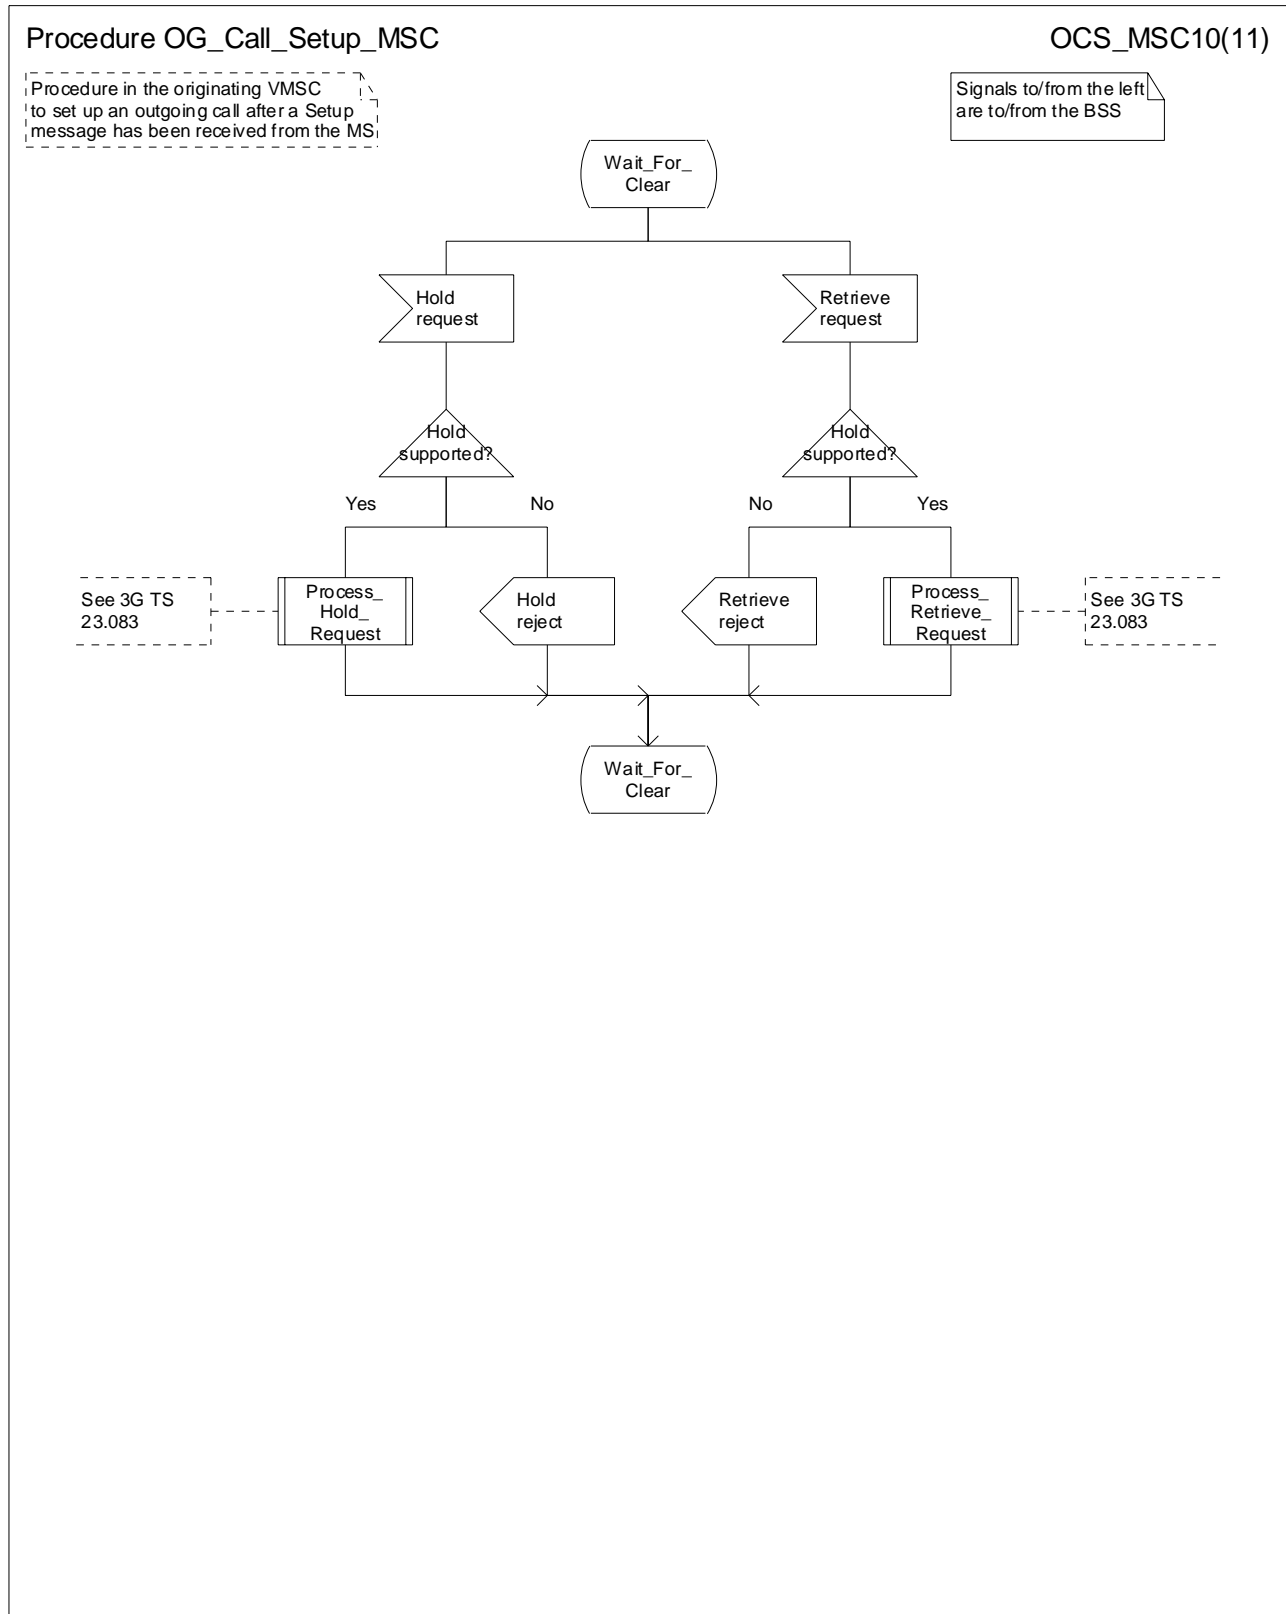 Procedure OG_Call_Setup_MSC
OCS_MSC10(11)
Procedure in the originating VMSC
to set up an outgoing call after a Setup
message has been received from the MS
Signals to/from the left
are to/from the BSS
Wait_For_
Clear
Hold
request
Retrieve
request
Hold
supported?
Hold
supported?
Yes
No
No
Yes
See 3G TS
23.083
Process_
Hold_
Request
Hold
reject
Retrieve
reject
Process_
Retrieve_
Request
See 3G TS
23.083
Wait_For_
Clear